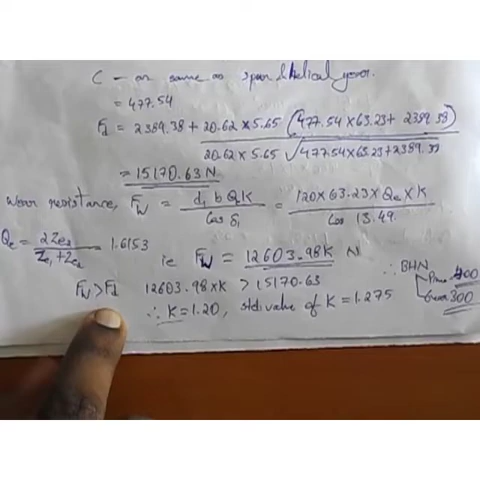 C - are same as spur & helical gear.
= 477.54
Fd = 2389.38 + 20.62 × 5.65 (477.54 × 63.23 + 2389.38) / 20.62 × 5.65 √477.54 × 63.23 + 2389.38
= 15170.63 N
Wear resistance, Fw = d1 b Qe K / Cos δ1 = 120 × 63.23 × Qe × K / Cos 13.49
Qe = 2Ze2 / Ze1 + Ze2 1.6153
ie Fw = 12603.98K N
Fw > Fd 12603.98 × K > 15170.63
∴ K = 1.20, std value of K = 1.275
∴ BHN
400
Gear 300